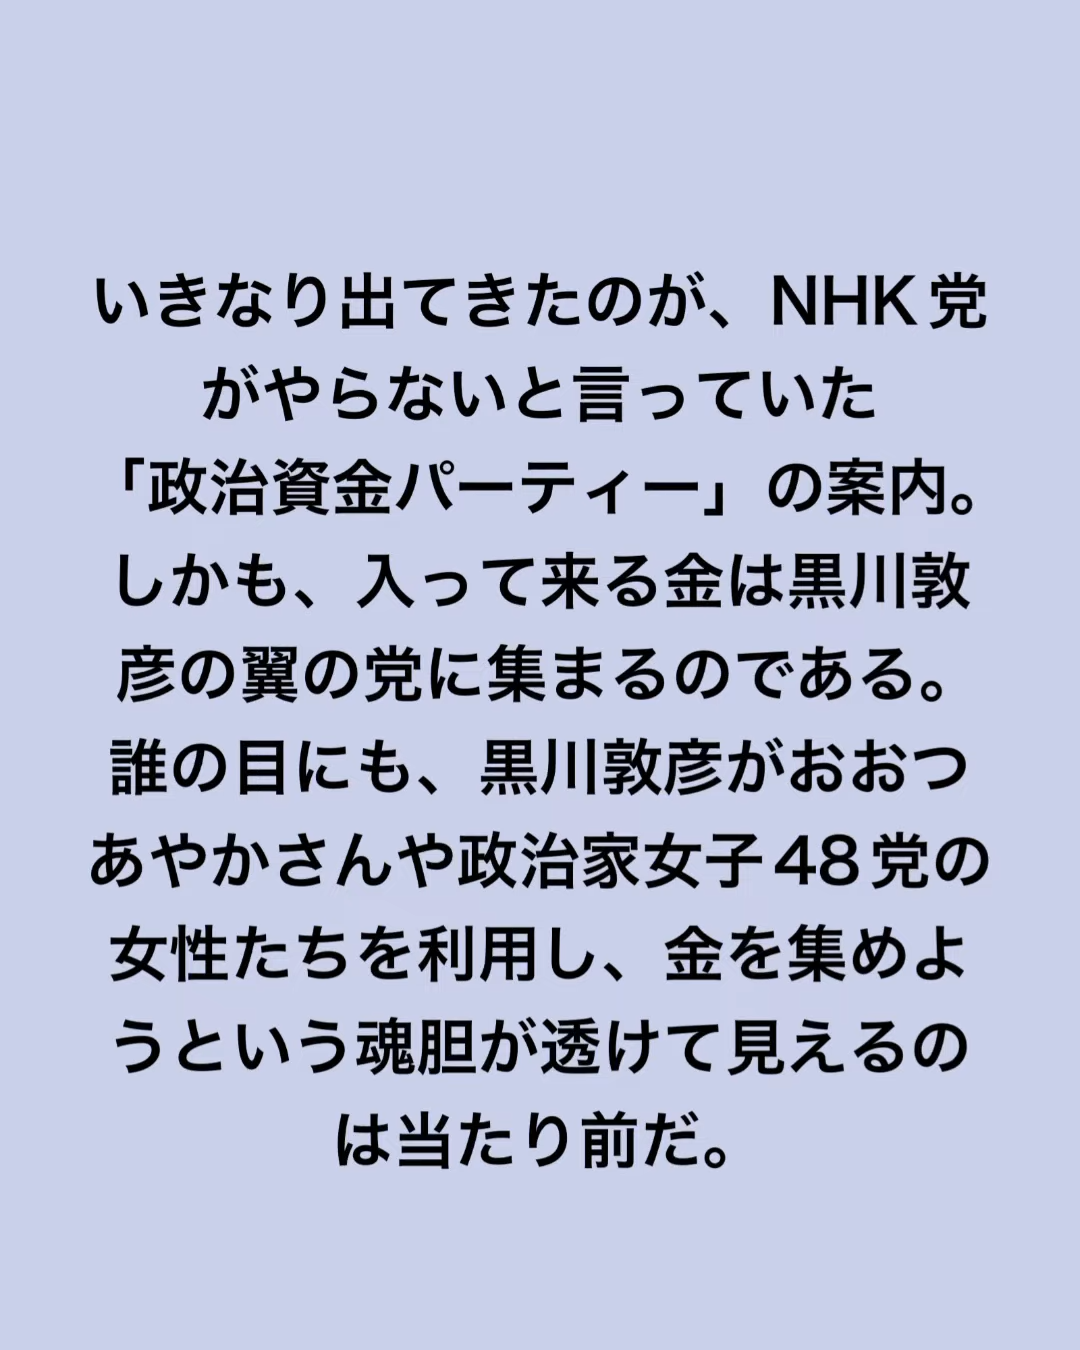 いきなり出てきたのが、NHK党
がやらないと言っていた
「政治資金パーティー」の案内。
しかも、入って来る金は黒川敦
彦の翼の党に集まるのである。
誰の目にも、黒川敦彦がおおつ
あやかさんや政治家女子48党の
女性たちを利用し、金を集めよ
うという魂胆が透けて見えるの
は当たり前だ。